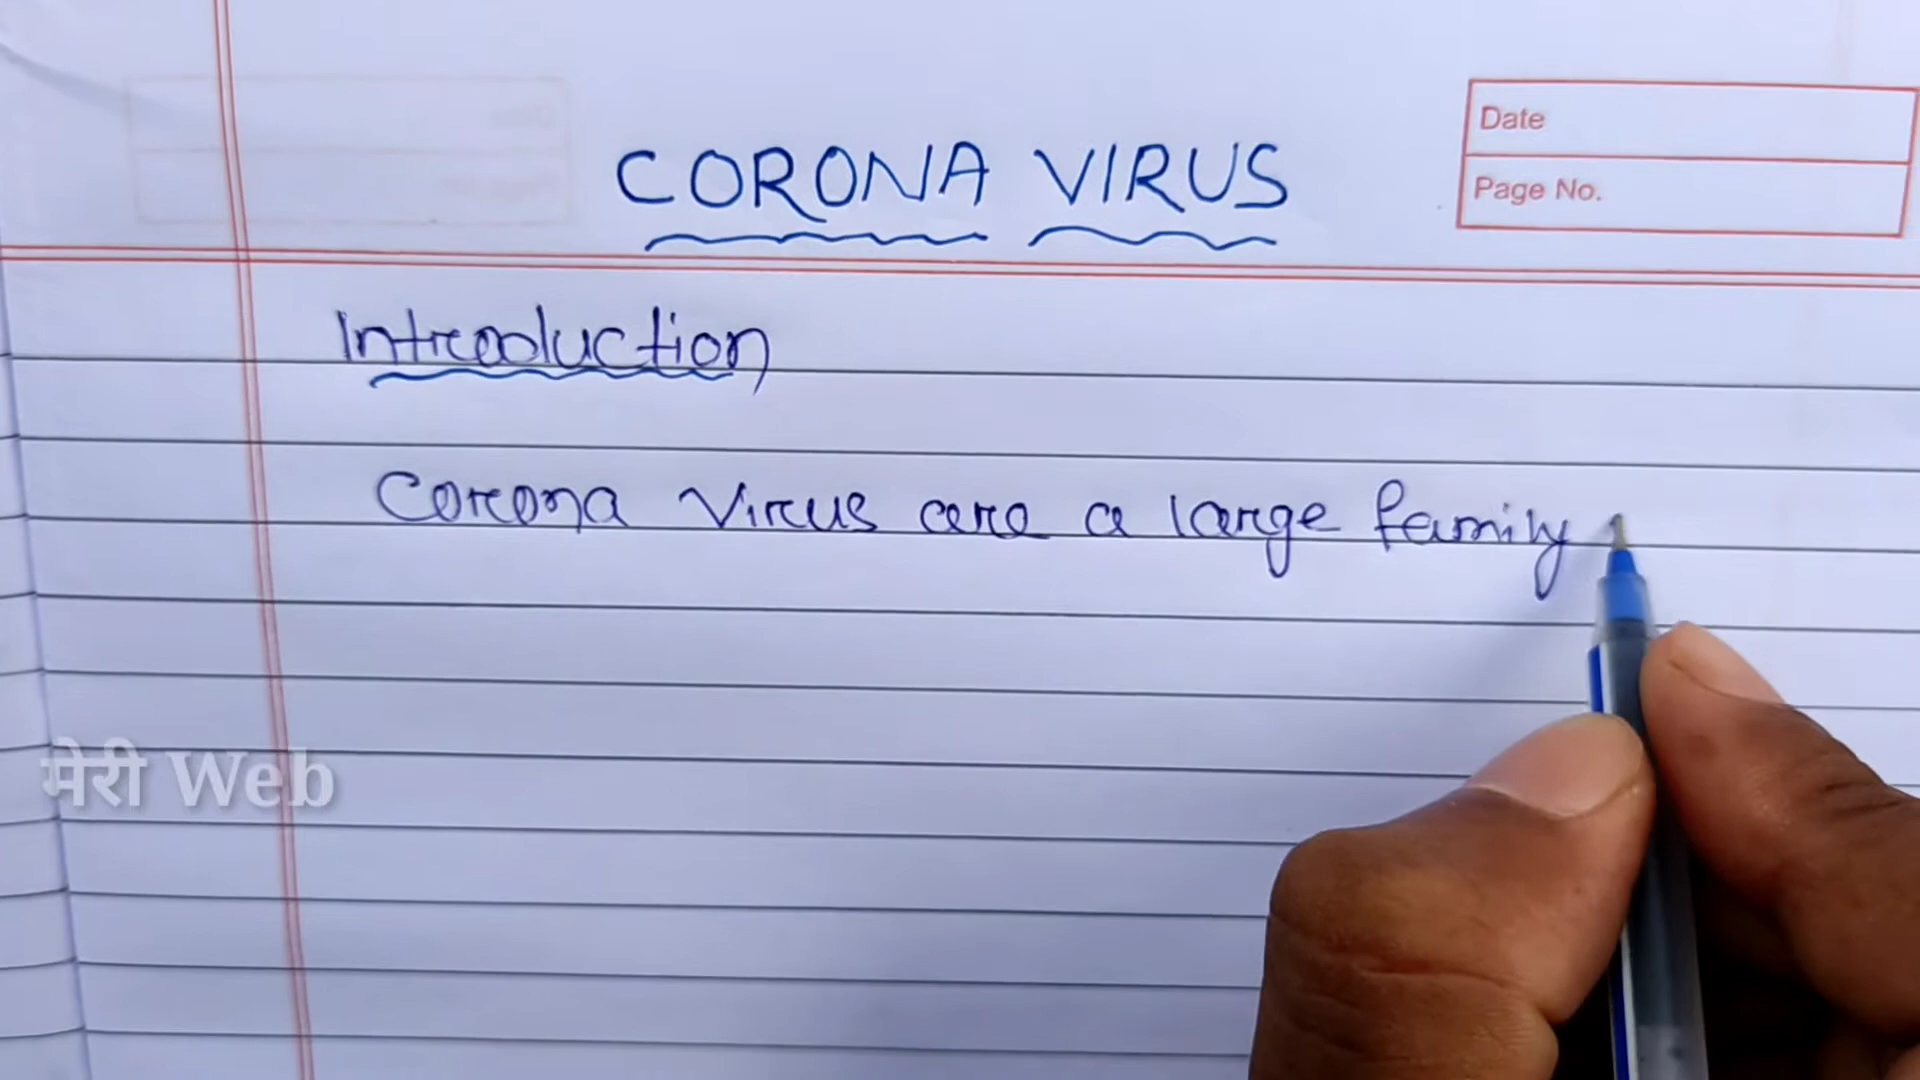 Date
CORONA VIRUS
Page No.
Introduction
Corona Virus are a large family
मेरी Web